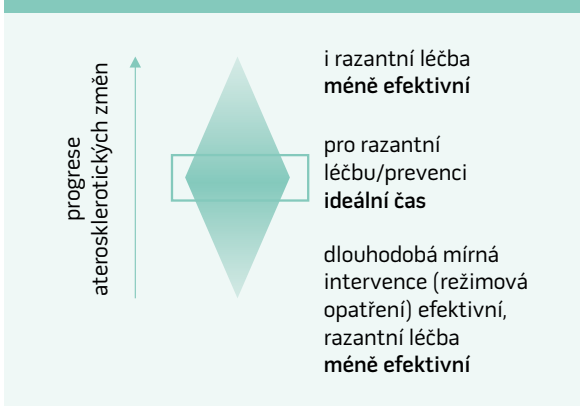 progrese
aterosklerotických změn
i razantní léčba
méně efektivní
pro razantní
léčbu/prevenci
ideální čas
dlouhodobá mírná
intervence (režimová
opatření) efektivní,
razantní léčba
méně efektivní